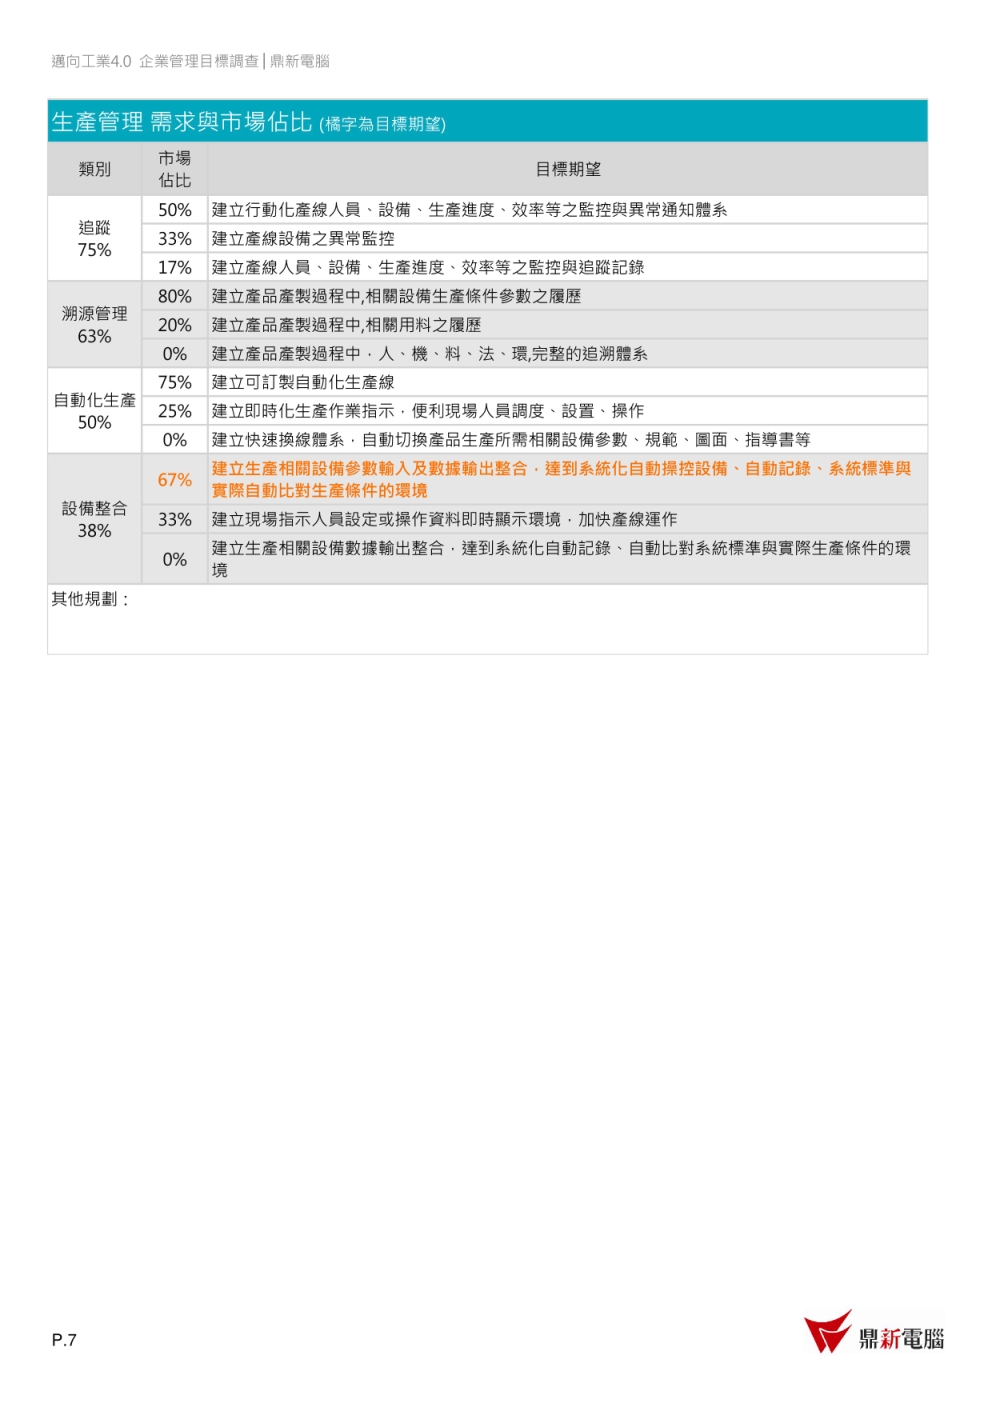 邁向工業4.0 企業管理目標調查│鼎新電腦
生產管理 需求與市場佔比 (橘字為目標期望)
類別
市場
佔比
目標期望
追蹤
75%
50% 建立行動化產線人員、設備、生產進度、效率等之監控與異常通知體系
33% 建立產線設備之異常監控
17% 建立產線人員、設備、生產進度、效率等之監控與追蹤記錄
溯源管理
63%
80% 建立產品產製過程中,相關設備生產條件參數之履歷
20% 建立產品產製過程中,相關用料之履歷
0% 建立產品產製過程中，人、機、料、法、環,完整的追溯體系
自動化生產
50%
75% 建立可訂製自動化生產線
25% 建立即時化生產作業指示，便利現場人員調度、設置、操作
0% 建立快速換線體系，自動切換產品生產所需相關設備參數、規範、圖面、指導書等
設備整合
38%
67% 建立生產相關設備參數輸入及數據輸出整合，達到系統化自動操控設備、自動記錄、系統標準與
實際自動比對生產條件的環境
33% 建立現場指示人員設定或操作資料即時顯示環境，加快產線運作
0% 建立生產相關設備數據輸出整合，達到系統化自動記錄、自動比對系統標準與實際生產條件的環
境
其他規劃：
P.7
鼎新電腦